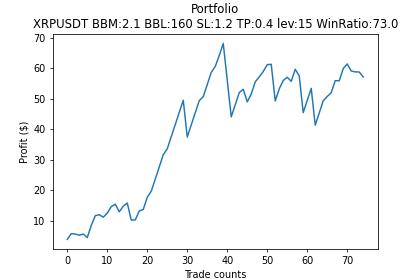 Portfolio
XRPUSDT BBM:2.1 BBL:160 SL:1.2 TP:0.4 lev:15 WinRatio:73.0
70
60
50
40
30
20
10
Profit ($)
0 10 20 30 40 50 60 70
Trade counts